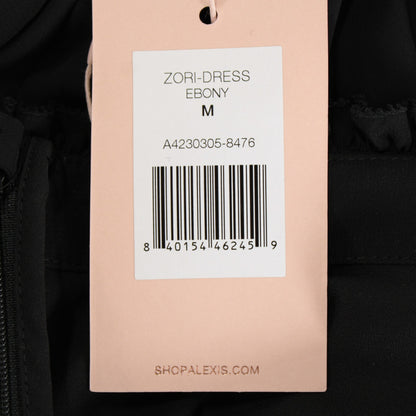 ZORI-DRESS
EBONY
M
A4230305-8476
8 40154 46245 9
SHOPALEXIS.COM